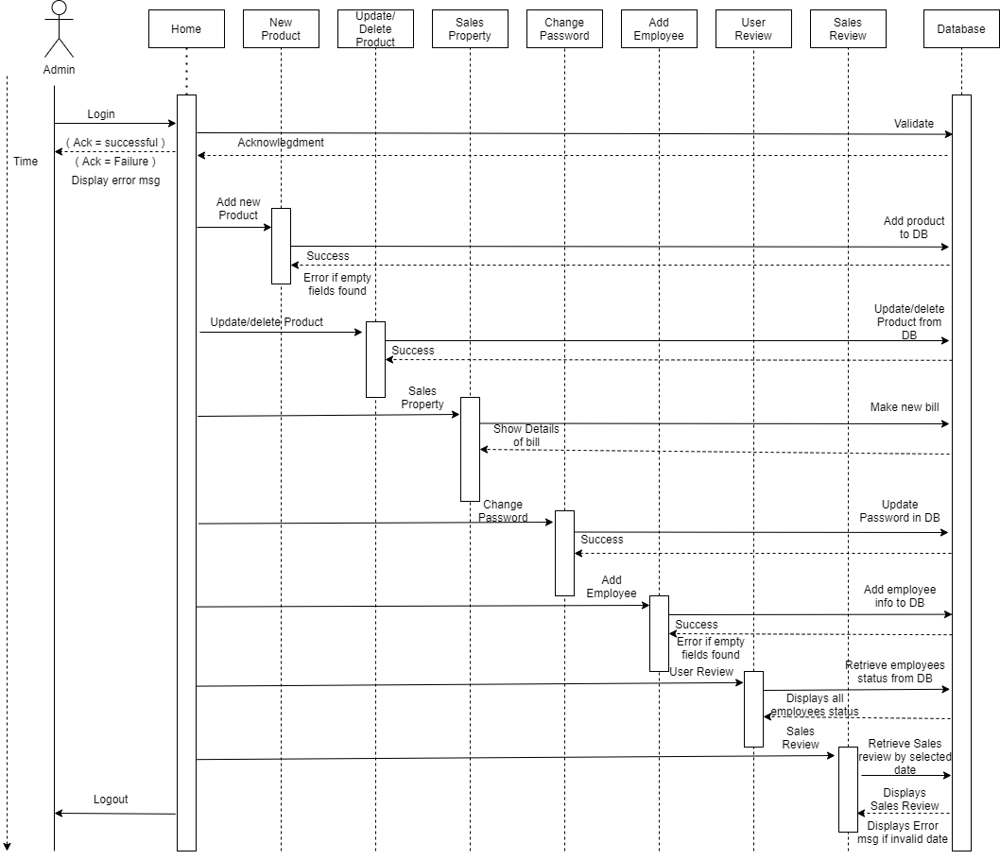 Admin
Home
New
Product
Update/
Delete
Product
Sales
Property
Change
Password
Add
Employee
User
Review
Sales
Review
Database
Time
Login
Validate
( Ack = successful )
Acknowlegdment
( Ack = Failure )
Display error msg
Add new
Product
Add product
to DB
Success
Error if empty
fields found
Update/delete Product
Update/delete
Product from
DB
Success
Sales
Property
Make new bill
Show Details
of bill
Change
Password
Update
Password in DB
Success
Add
Employee
Add employee
info to DB
Success
Error if empty
fields found
User Review
Retrieve employees
status from DB
Displays all
employees status
Sales
Review
Retrieve Sales
review by selected
date
Logout
Displays
Sales Review
Displays Error
msg if invalid date